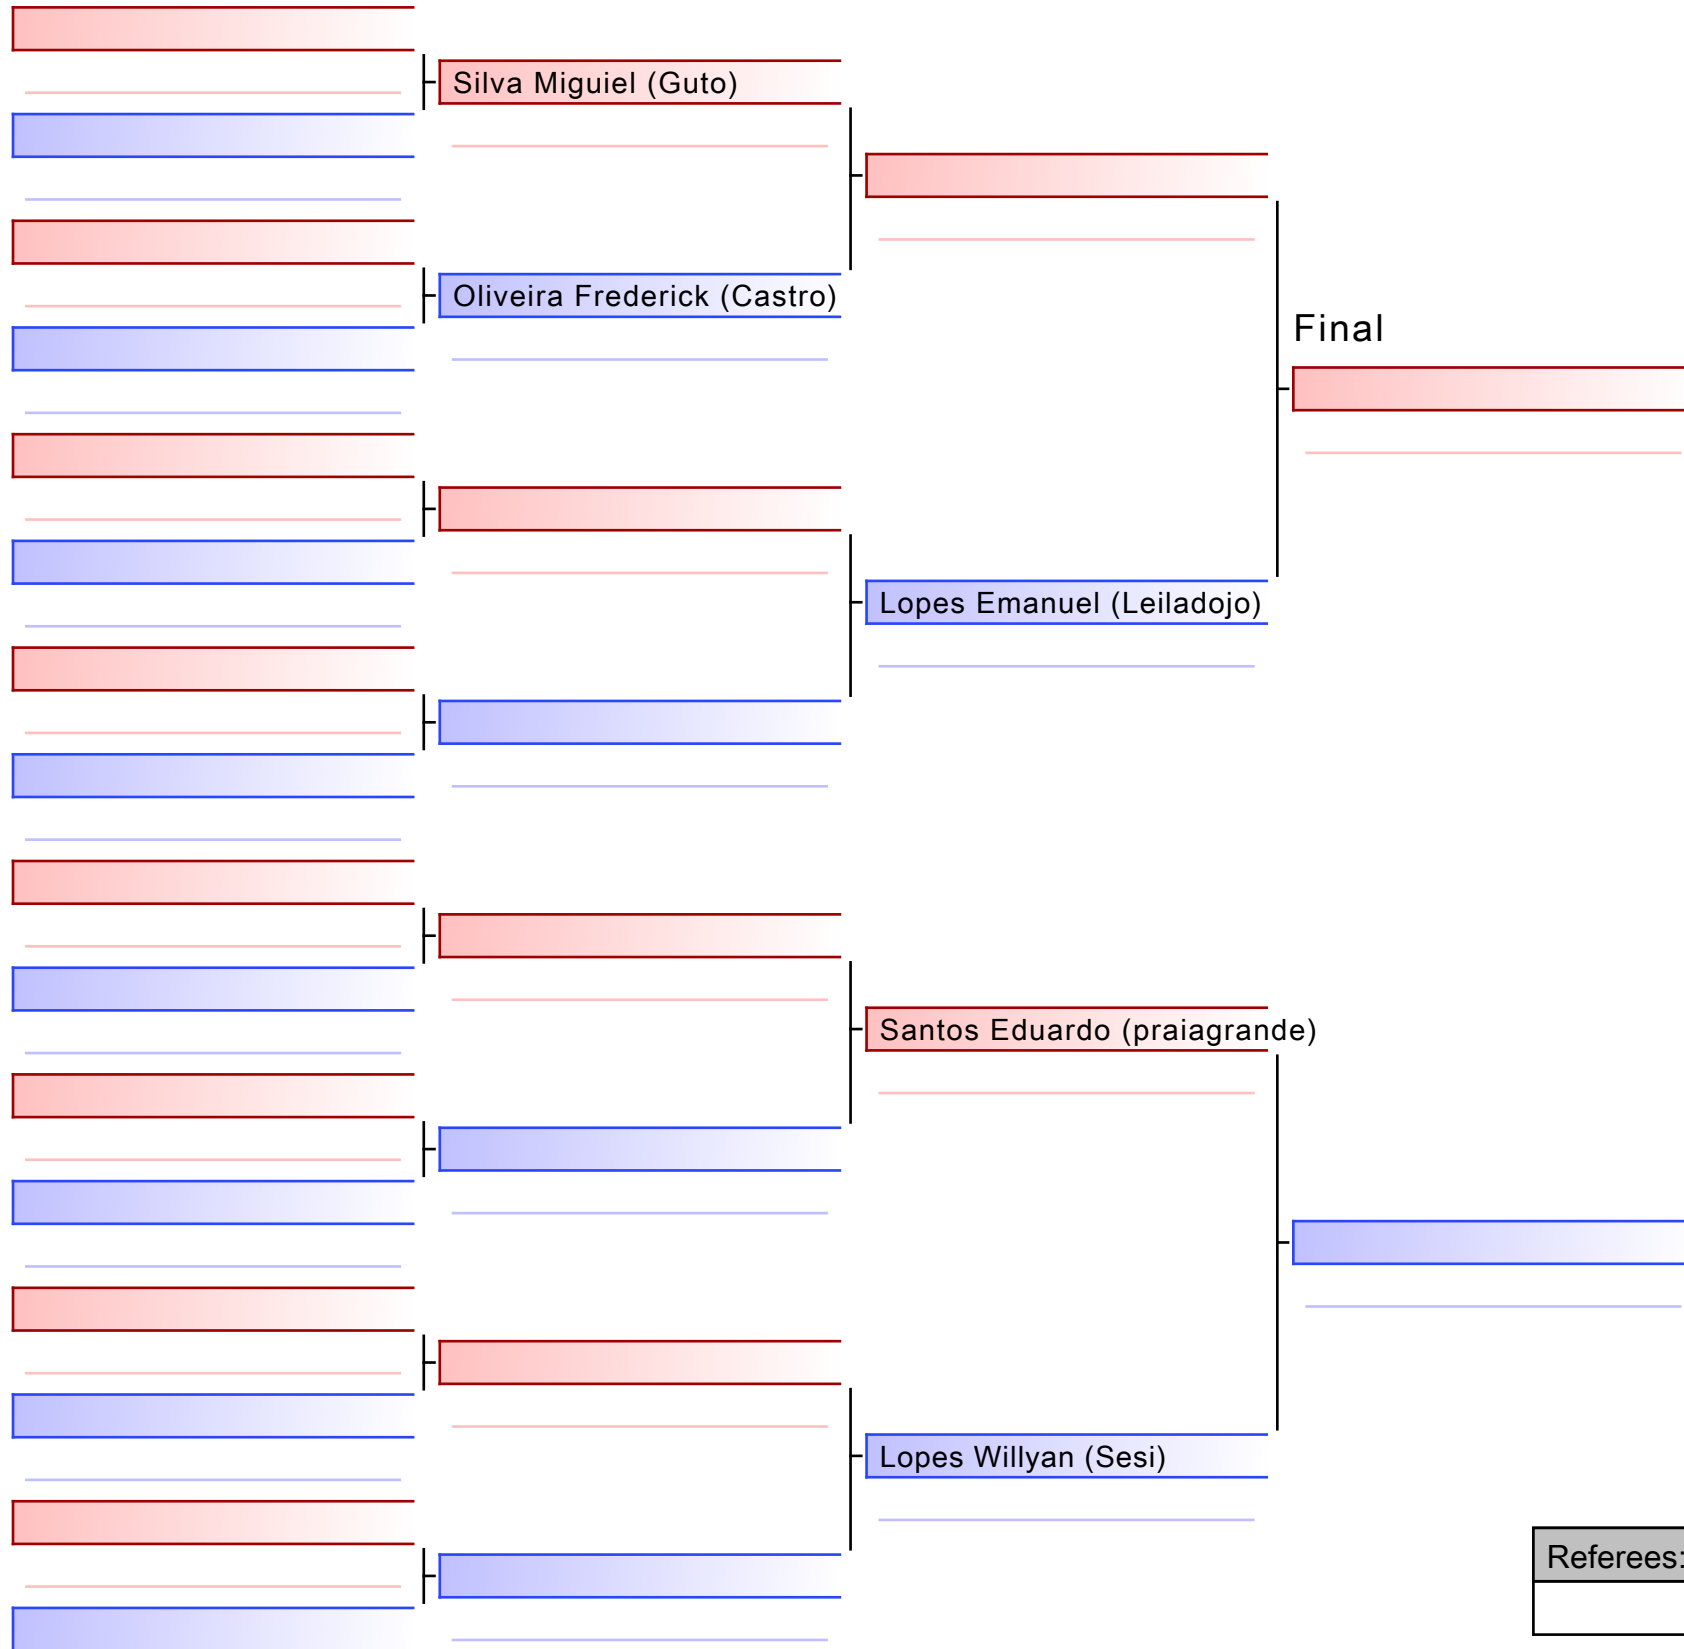 Silva Miguiel (Guto)
Oliveira Frederick (Castro)
Final
Lopes Emanuel (Leiladojo)
Santos Eduardo (praiagrande)
Lopes Willyan (Sesi)
Referees: